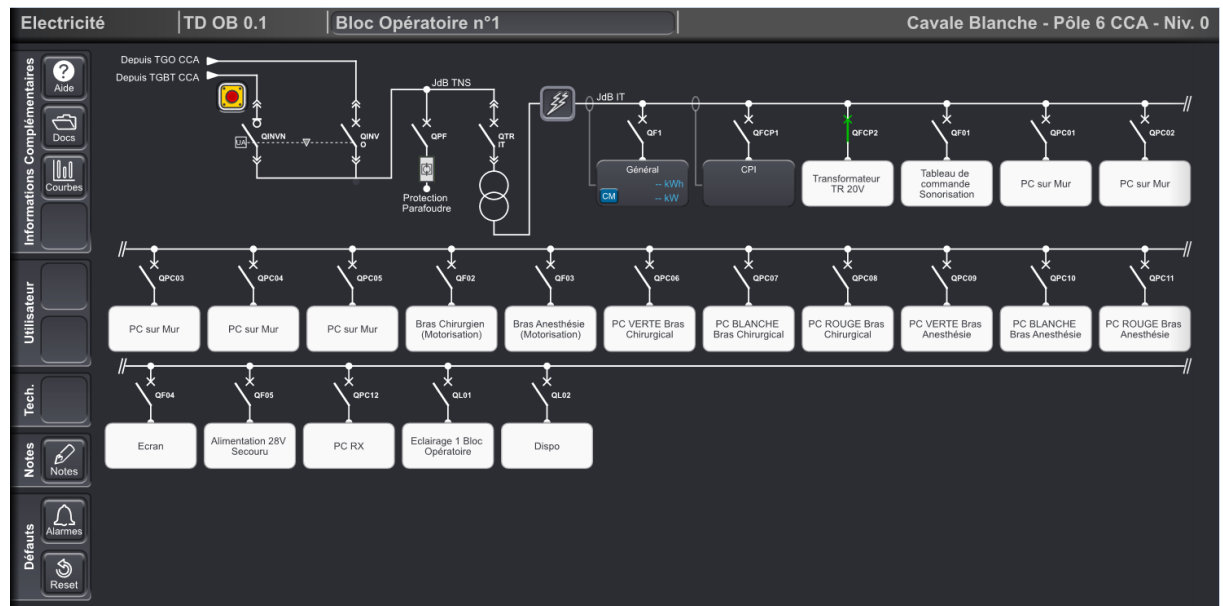 Electricité
TD OB 0.1
Bloc Opératoire n°1
Cavale Blanche - Pôle 6 CCA - Niv. 0
Informations Complémentaires
Aide
Docs
Courbes
Utilisateur
Tech.
Notes
Notes
Défauts
Alarmes
Reset
Depuis TGO CCA
Depuis TGBT CCA
UA
QINVN
QINV
O
JdB TNS
QPF
Protection
Parafoudre
QTR
IT
JdB IT
QF1
Général
-- kWh
CM
-- kW
QFCP1
CPI
QFCP2
Transformateur
TR 20V
QF01
Tableau de
commande
Sonorisation
QPC01
PC sur Mur
QPC02
PC sur Mur
QPC03
PC sur Mur
QPC04
PC sur Mur
QPC05
PC sur Mur
QF02
Bras Chirurgien
(Motorisation)
QF03
Bras Anesthésie
(Motorisation)
QPC06
PC VERTE Bras
Chirurgical
QPC07
PC BLANCHE
Bras Chirurgical
QPC08
PC ROUGE Bras
Chirurgical
QPC09
PC VERTE Bras
Anesthésie
QPC10
PC BLANCHE
Bras Anesthésie
QPC11
PC ROUGE Bras
Anesthésie
QF04
Ecran
QF05
Alimentation 28V
Secouru
QPC12
PC RX
QL01
Eclairage 1 Bloc
Opératoire
QL02
Dispo